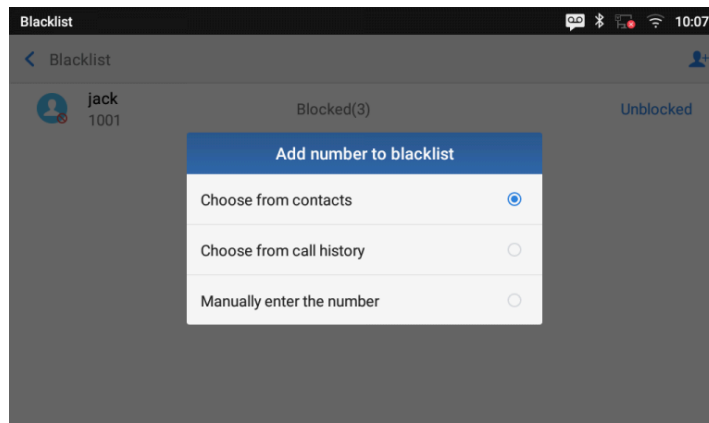 Blacklist
10:07
Blacklist
jack
1001
Blocked(3)
Unblocked
Add number to blacklist
Choose from contacts
Choose from call history
Manually enter the number